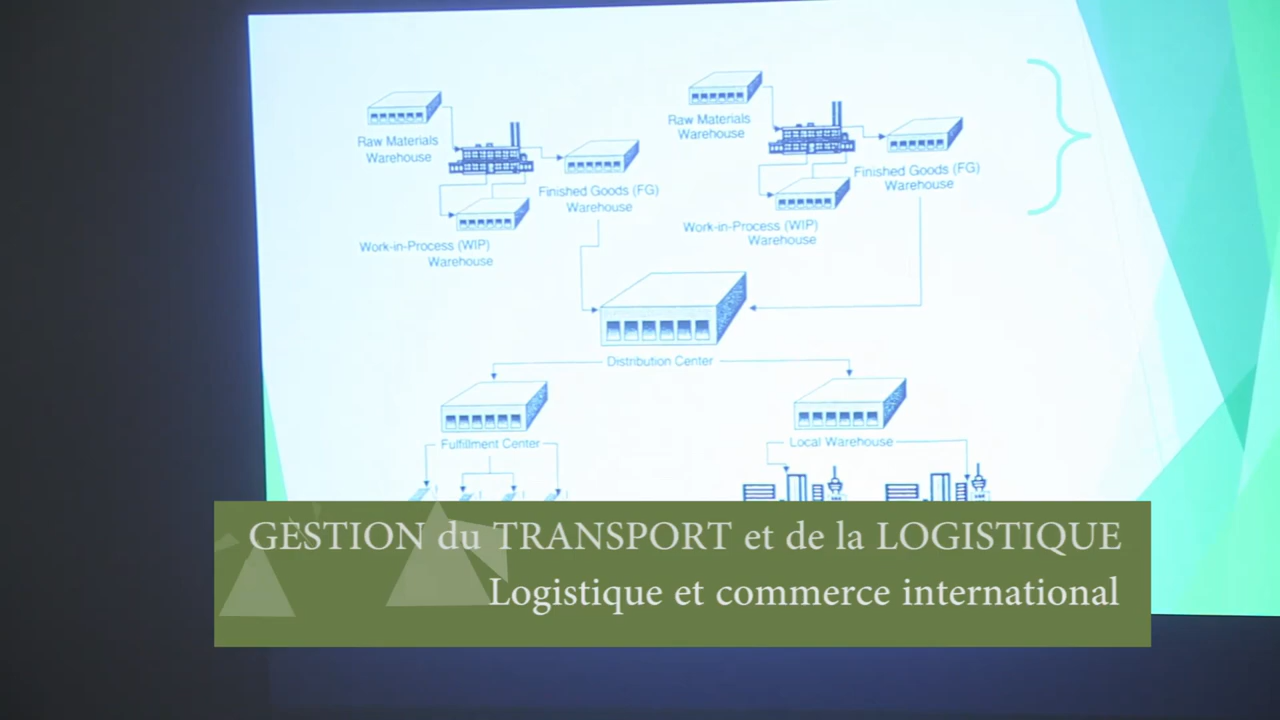 Raw Materials
Warehouse
Finished Goods (FG)
Warehouse
Work-in-Process (WIP)
Warehouse
Raw Materials
Warehouse
Finished Goods (FG)
Warehouse
Work-in-Process (WIP)
Warehouse
Distribution Center
Fulfillment Center
Local Warehouse
GESTION du TRANSPORT et de la LOGISTIQUE
Logistique et commerce international